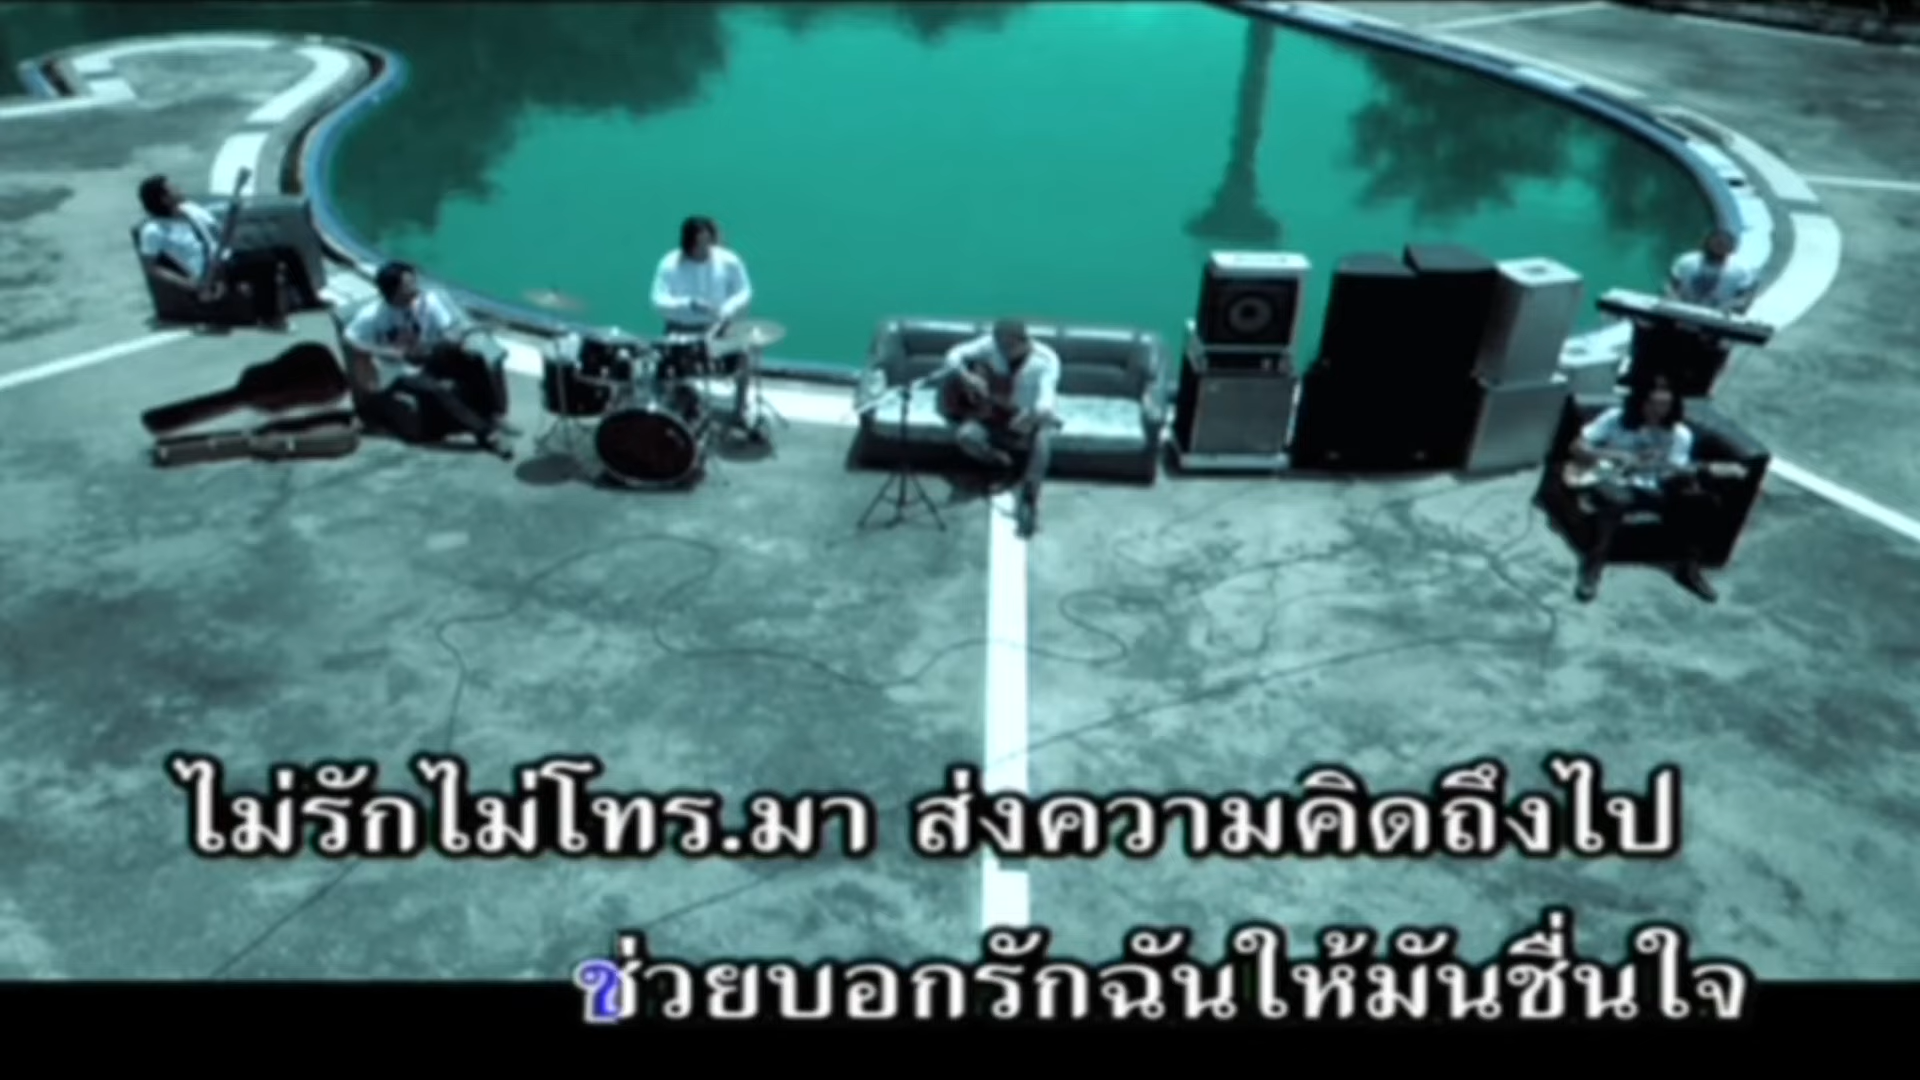 ไม่รักไม่โทร.มา ส่งความคิดถึงไป
ช่วยบอกรักฉันให้มันชื่นใจ